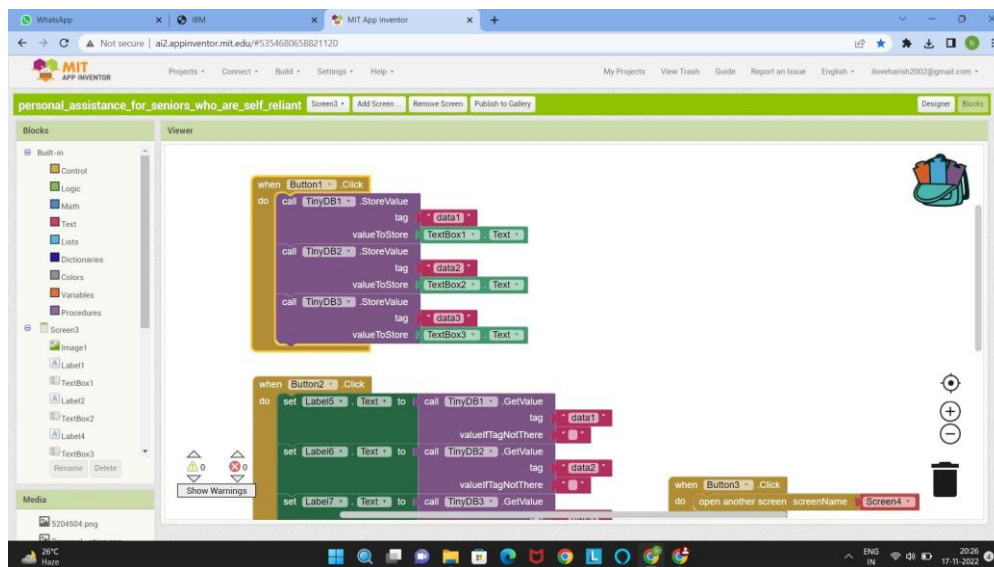 WhatsApp
IBM
MIT App Inventor
Not secure | ai2.appinventor.mit.edu/#5354680658821120
MIT
APP INVENTOR
Projects Connect Build Settings Help My Projects View Trash Guide Report an Issue English iloveharish2002@gmail.com
personal_assistance_for_seniors_who_are_self_reliant Screen3 Add Screen ... Remove Screen Publish to Gallery Designer Blocks
Blocks
Viewer
Built-in
Control
Logic
Math
Text
Lists
Dictionaries
Colors
Variables
Procedures
Screen3
Image1
Label1
TextBox1
Label2
TextBox2
Label4
TextBox3
Rename Delete
Media
5204504.png
when Button1 .Click
do call TinyDB1 .StoreValue
tag "data1"
valueToStore TextBox1 . Text
call TinyDB2 .StoreValue
tag "data2"
valueToStore TextBox2 . Text
call TinyDB3 .StoreValue
tag "data3"
valueToStore TextBox3 . Text
when Button2 .Click
do set Label5 . Text to call TinyDB1 .GetValue
tag "data1"
valueIfTagNotThere " "
set Label6 . Text to call TinyDB2 .GetValue
tag "data2"
valueIfTagNotThere " "
set Label7 . Text to call TinyDB3 .GetValue
when Button3 .Click
do open another screen screenName Screen4
0 0
Show Warnings
26°C
Haze
ENG
IN
20:26
17-11-2022
4